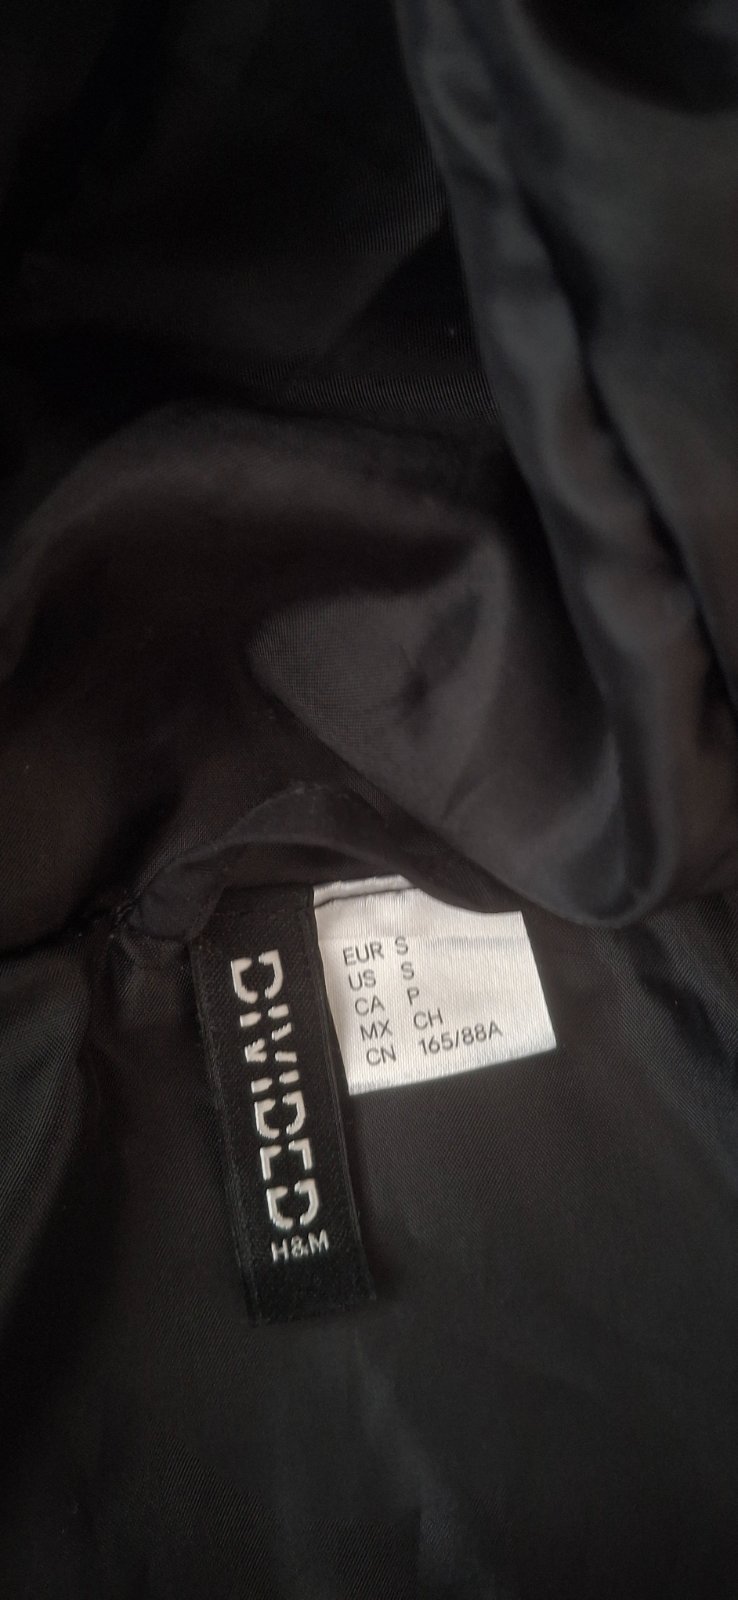 DIVIDED
H&M
EUR S
US S
CA P
MX CH
CN 165/88A